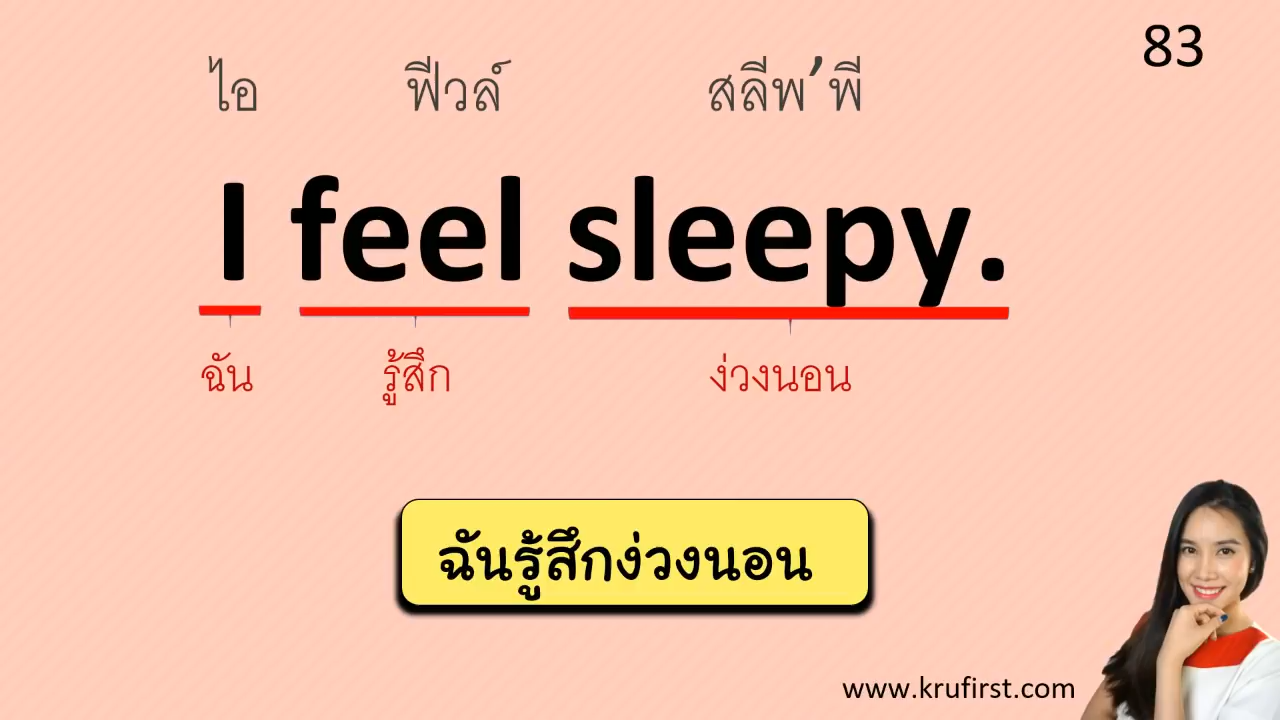 83
ไอ ฟีวล์ สลีพ’พี
I feel sleepy.
ฉัน รู้สึก ง่วงนอน
ฉันรู้สึกง่วงนอน
www.krufirst.com